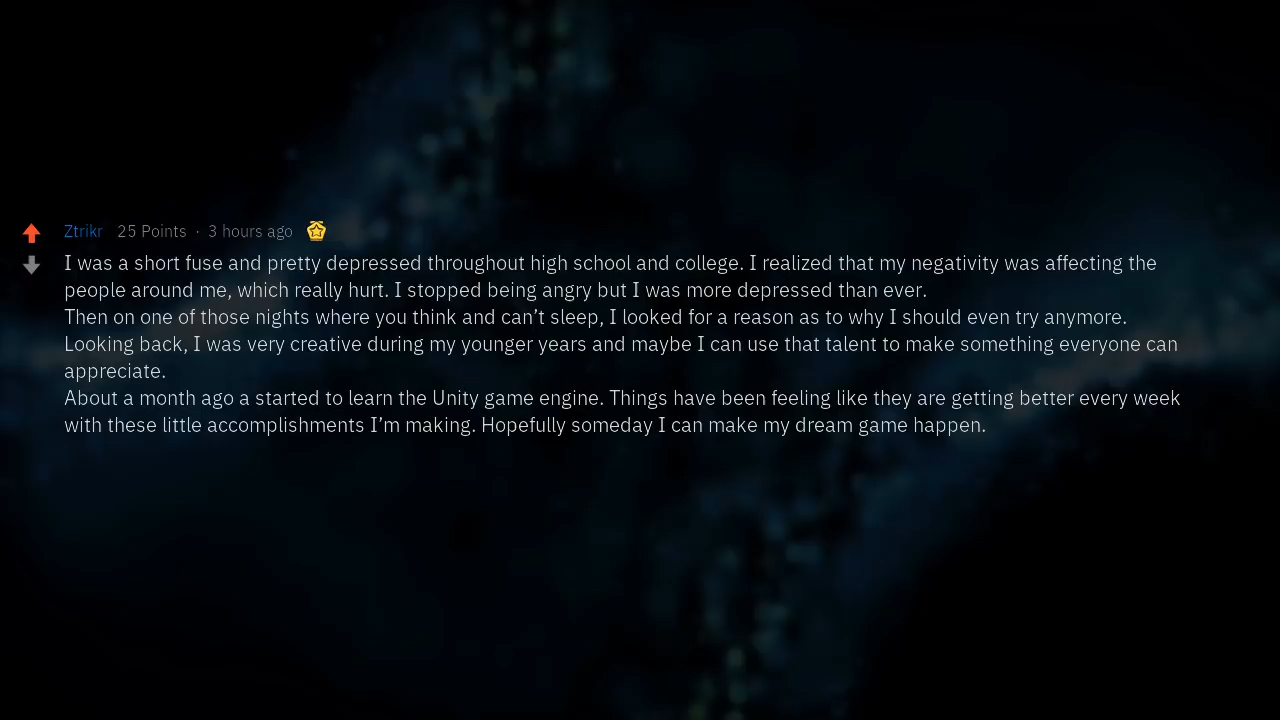 Ztrikr 25 Points · 3 hours ago
I was a short fuse and pretty depressed throughout high school and college. I realized that my negativity was affecting the
people around me, which really hurt. I stopped being angry but I was more depressed than ever.
Then on one of those nights where you think and can’t sleep, I looked for a reason as to why I should even try anymore.
Looking back, I was very creative during my younger years and maybe I can use that talent to make something everyone can
appreciate.
About a month ago a started to learn the Unity game engine. Things have been feeling like they are getting better every week
with these little accomplishments I’m making. Hopefully someday I can make my dream game happen.